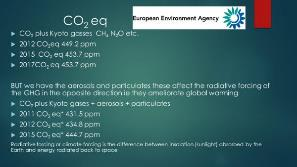 CO₂ eq
European Environment Agency
CO₂ plus Kyoto gasses CH₄ N₂O etc.
2012 CO₂eq 449.2 ppm
2015 CO₂ eq 453.7 ppm
2017CO₂ eq 453.7 ppm
BUT we have the aerosols and particulates these affect the radiative forcing of
the GHG in the opposite direction ie they ameliorate global warming
CO₂ plus Kyoto gases + aerosols + particulates
2011 CO₂ eq* 431.5 ppm
2012 CO₂ eq* 434.8 ppm
2015 CO₂ eq* 444.7 ppm
Radiative forcing or climate forcing is the difference between insolation (sunlight) absorbed by the
Earth and energy radiated back to space